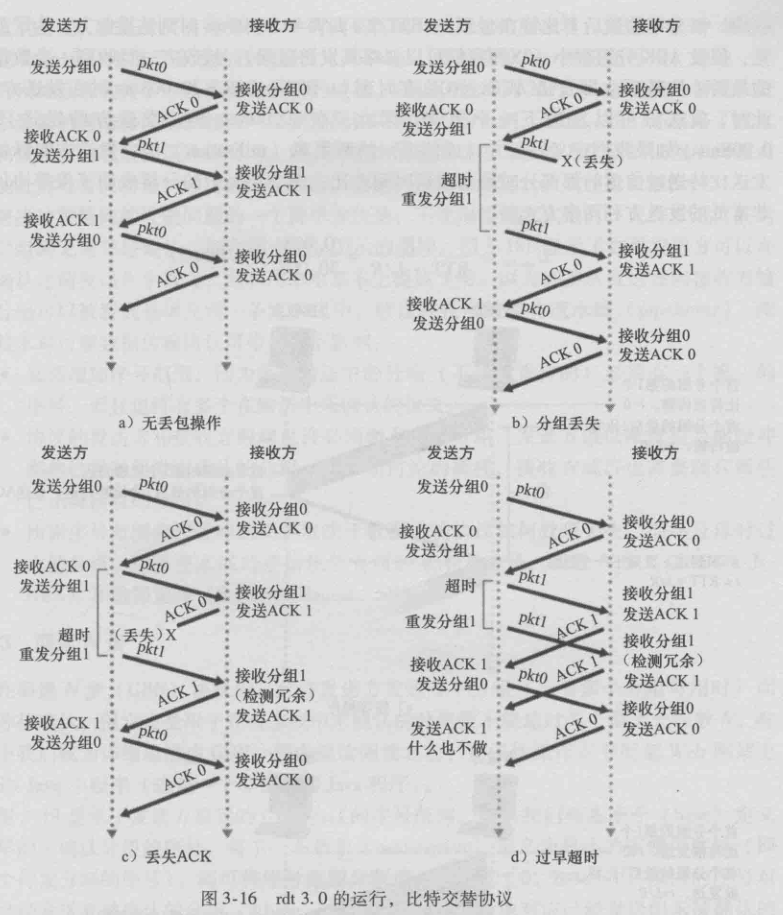 发送方
接收方
发送分组0
pkt0
接收分组0
发送ACK 0
ACK 0
接收ACK 0
发送分组1
pkt1
接收分组1
发送ACK 1
ACK 0
接收ACK 1
发送分组0
pkt0
接收分组0
发送ACK 0
ACK 0
a) 无丢包操作
发送方
接收方
发送分组0
pkt0
接收分组0
发送ACK 0
ACK 0
接收ACK 0
发送分组1
pkt1
X(丢失)
超时
重发分组1
pkt1
接收分组1
发送ACK 1
ACK 0
接收ACK 1
发送分组0
pkt0
接收分组0
发送ACK 0
ACK 0
b) 分组丢失
发送方
接收方
发送分组0
pkt0
接收分组0
发送ACK 0
ACK 0
接收ACK 0
发送分组1
pkt0
接收分组1
发送ACK 1
ACK 0
(丢失)X
超时
重发分组1
pkt1
接收分组1
(检测冗余)
发送ACK 1
ACK 1
接收ACK 1
发送分组0
pkt0
接收分组0
发送ACK 0
ACK 0
c) 丢失ACK
发送方
接收方
发送分组0
pkt0
接收分组0
发送ACK 0
ACK 0
接收ACK 0
发送分组1
pkt1
接收分组1
发送ACK 1
超时
重发分组1
pkt1
ACK 1
接收分组1
(检测冗余)
发送ACK 1
接收ACK 1
发送分组0
ACK 1
pkt0
接收分组0
发送ACK 0
接收ACK 1
什么也不做
ACK 0
d) 过早超时
图 3-16 rdt 3.0 的运行，比特交替协议